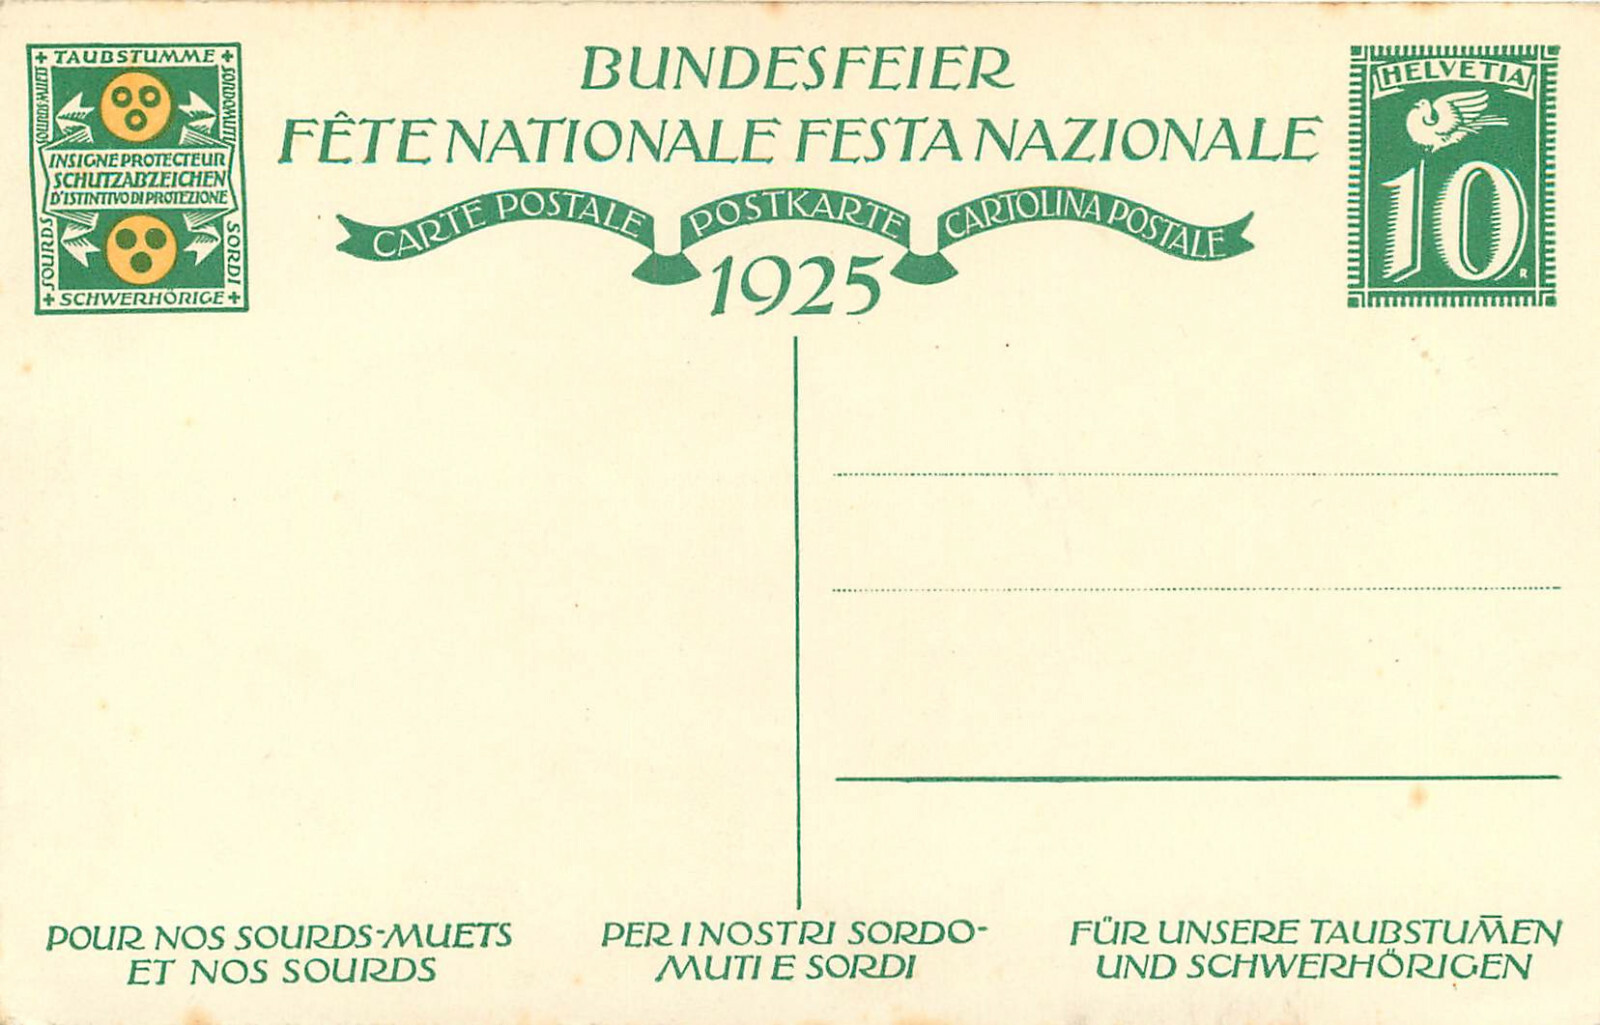 + TAUBSTUMME +
SOURDS-MUETS
SORDOMUTI
INSIGNE PROTECTEUR
SCHUTZABZEICHEN
D'ISTINTIVO DI PROTEZIONE
SOURDS
SORDI
+ SCHWERHÖRIGE +
BUNDESFEIER
FÊTE NATIONALE FESTA NAZIONALE
CARTE POSTALE POSTKARTE CARTOLINA POSTALE
1925
HELVETIA
10
R
POUR NOS SOURDS-MUETS
ET NOS SOURDS
PER I NOSTRI SORDO-
MUTI E SORDI
FÜR UNSERE TAUBSTUM̅EN
UND SCHWERHÖRIGEN